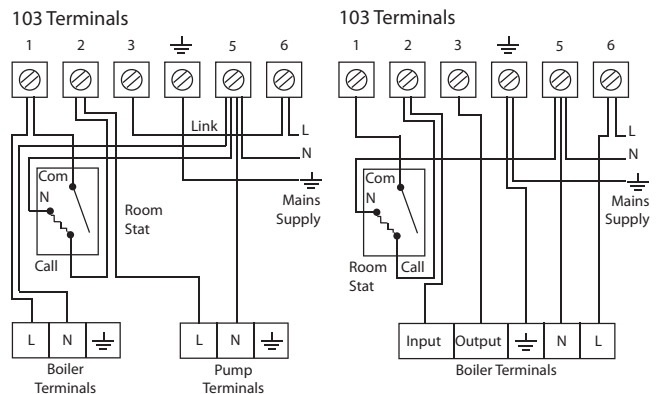 103 Terminals
1 2 3 5 6
Link
L
N
Com
N
Room
Stat
Mains
Supply
Call
L N
L N
Boiler
Terminals
Pump
Terminals
103 Terminals
1 2 3 5 6
L
N
Com
N
Mains
Supply
Room
Stat
Call
Input Output N L
Boiler Terminals